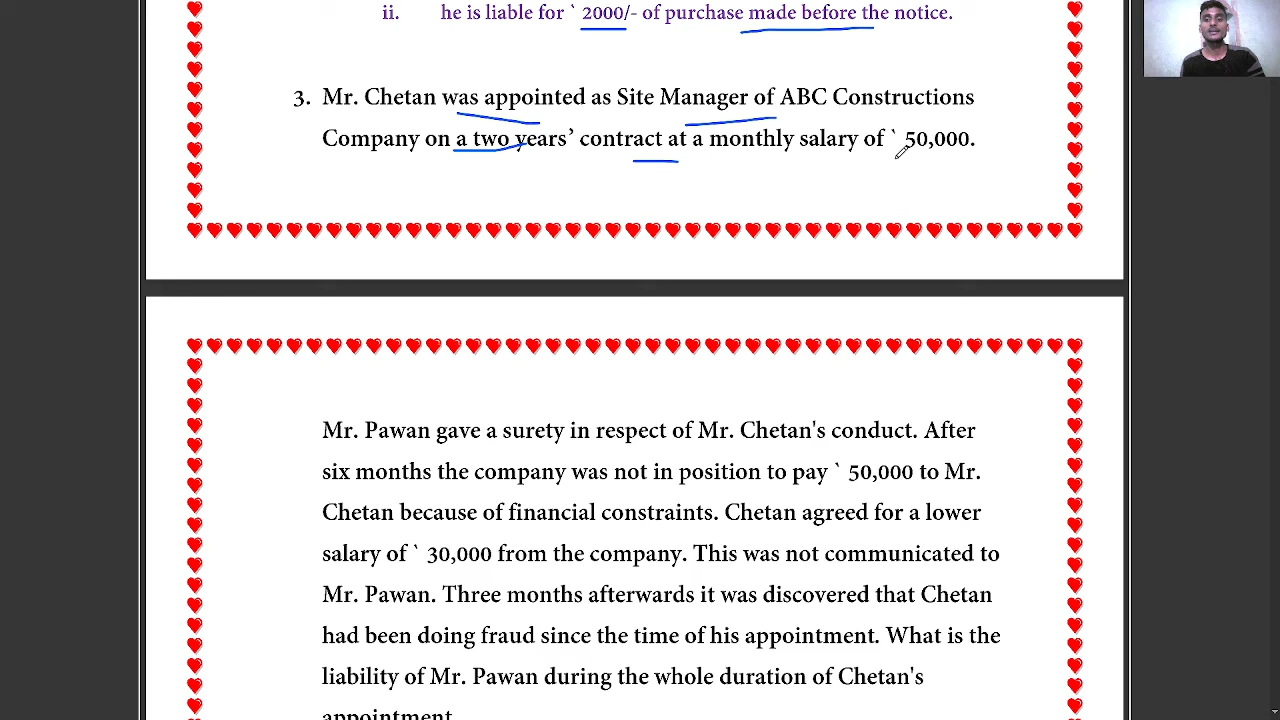 ii. he is liable for ` 2000/- of purchase made before the notice.
3. Mr. Chetan was appointed as Site Manager of ABC Constructions
Company on a two years’ contract at a monthly salary of ` 50,000.
Mr. Pawan gave a surety in respect of Mr. Chetan's conduct. After
six months the company was not in position to pay ` 50,000 to Mr.
Chetan because of financial constraints. Chetan agreed for a lower
salary of ` 30,000 from the company. This was not communicated to
Mr. Pawan. Three months afterwards it was discovered that Chetan
had been doing fraud since the time of his appointment. What is the
liability of Mr. Pawan during the whole duration of Chetan's
appointment.